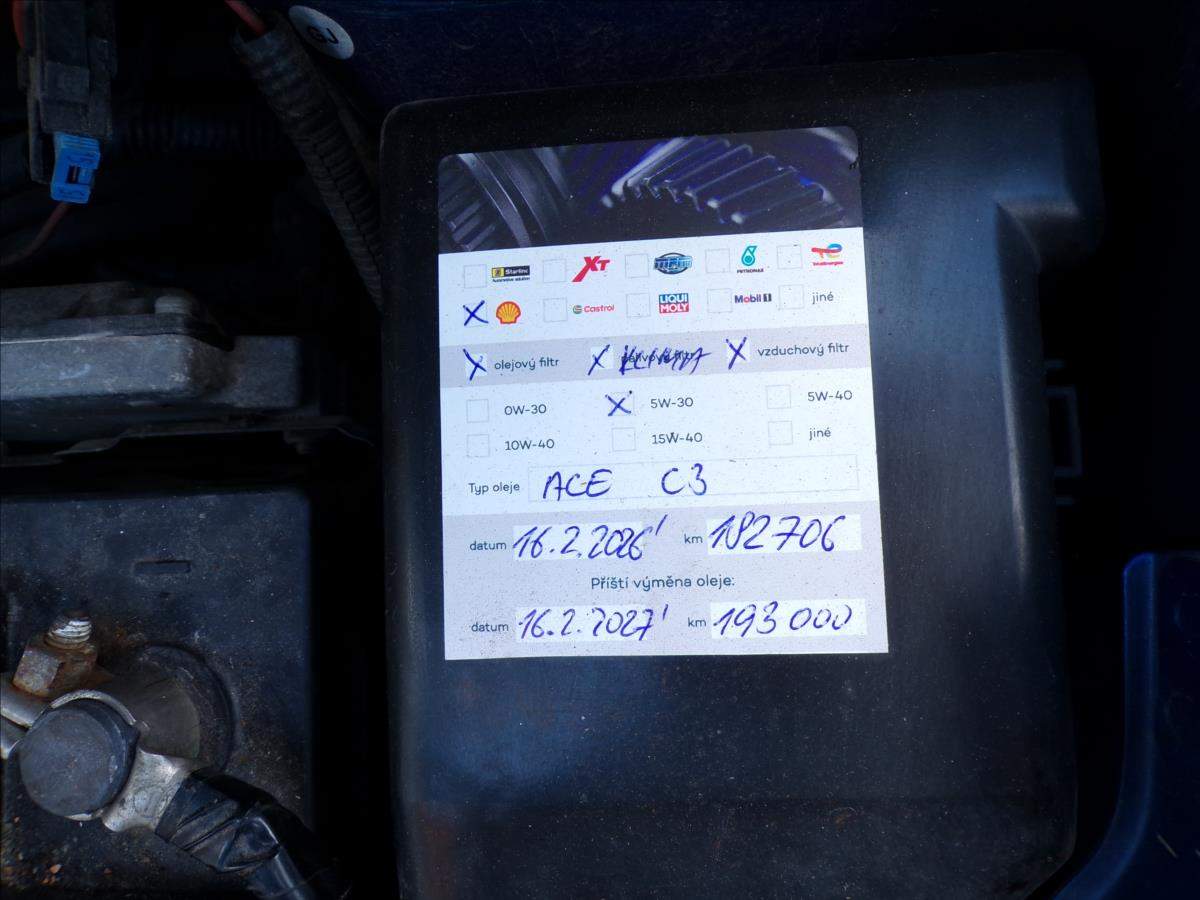 GJ
Starline XT PETRONAS TotalEnergies
X Shell Castrol LIQUI MOLY Mobil 1 jiné
X olejový filtr X KLIMA X vzduchový filtr
0W-30 X 5W-30 5W-40
10W-40 15W-40 jiné
Typ oleje ACE C3
datum 16.2.2026' km 182706
Příští výměna oleje:
datum 16.2.2027' km 193 000